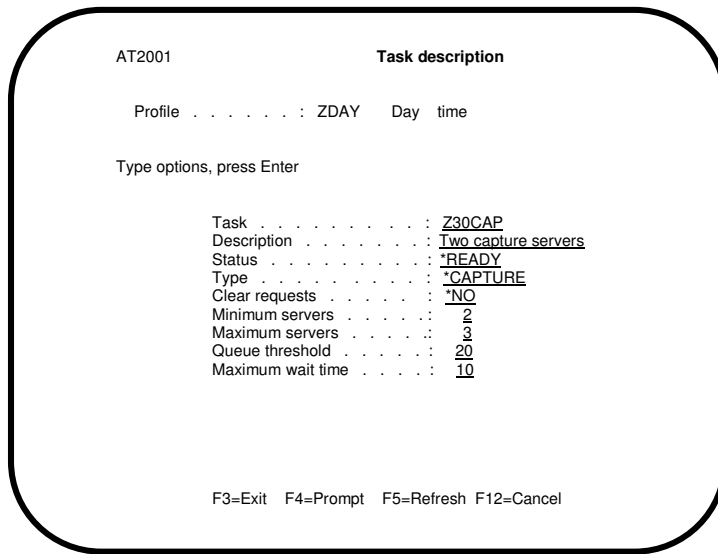 AT2001 Task description
Profile . . . . . . : ZDAY Day time
Type options, press Enter
Task . . . . . . . . . : Z30CAP
Description . . . . . . . : Two capture servers
Status . . . . . . . . . : *READY
Type . . . . . . . . . : *CAPTURE
Clear requests . . . . . : *NO
Minimum servers . . . . . : 2
Maximum servers . . . . .: 3
Queue threshold . . . . . : 20
Maximum wait time . . . . : 10
F3=Exit F4=Prompt F5=Refresh F12=Cancel